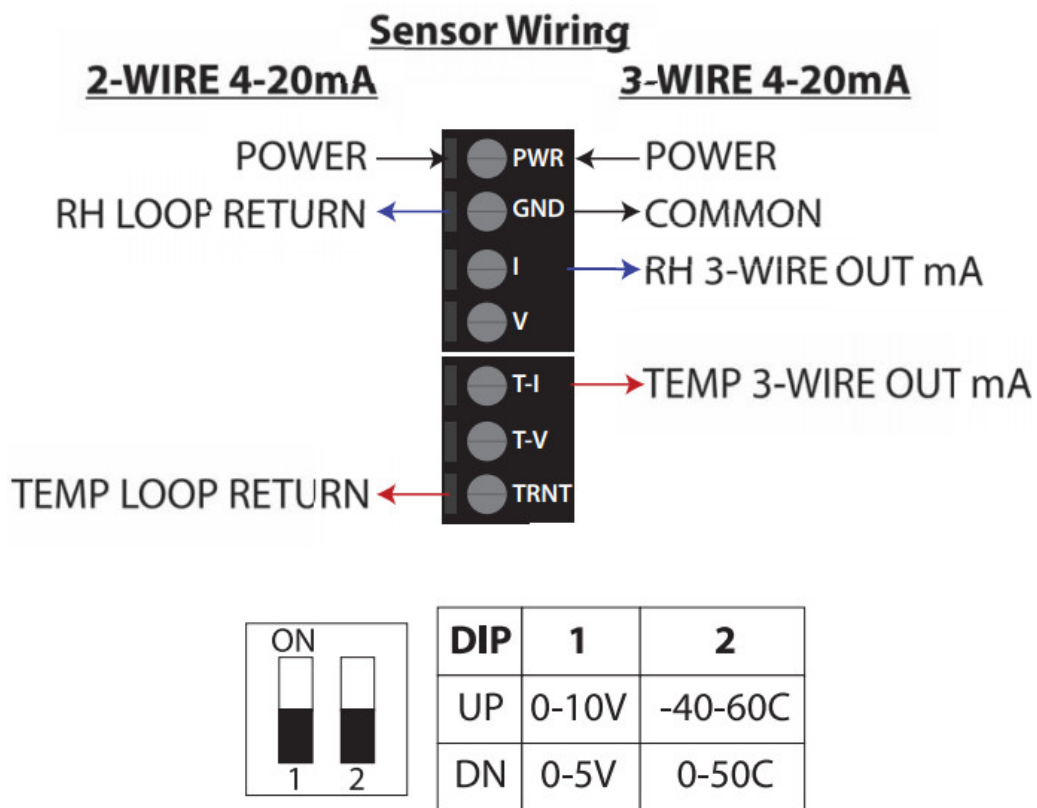 Sensor Wiring
2-WIRE 4-20mA
3-WIRE 4-20mA
POWER
PWR
POWER
RH LOOP RETURN
GND
COMMON
I
RH 3-WIRE OUT mA
V
T-I
TEMP 3-WIRE OUT mA
T-V
TEMP LOOP RETURN
TRNT
ON
1 2
DIP 1 2
UP 0-10V -40-60C
DN 0-5V 0-50C